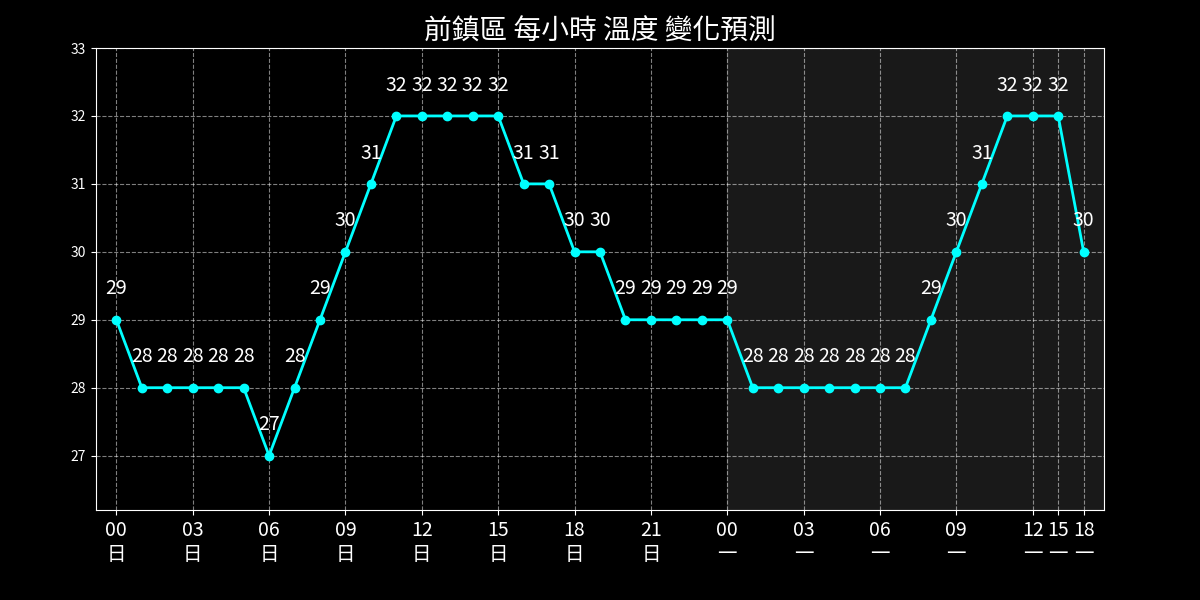 前鎮區 每小時 溫度 變化預測
33
32 32 32 32 32 32 32 32
32
31 31 31 31
31
30 30 30 30 30
30
29 29 29 29 29 29 29 29
29
28 28 28 28 28 28 28 28 28 28 28 28 28
28
27
27
00 03 06 09 12 15 18 21 00 03 06 09 12 15 18
日 日 日 日 日 日 日 日 一 一 一 一 一 一 一